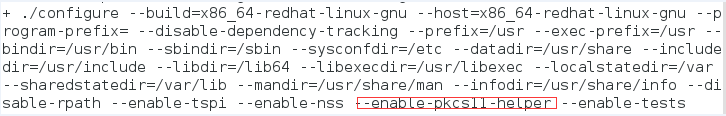 + ./configure --build=x86_64-redhat-linux-gnu --host=x86_64-redhat-linux-gnu --p
rogram-prefix= --disable-dependency-tracking --prefix=/usr --exec-prefix=/usr --
bindir=/usr/bin --sbindir=/sbin --sysconfdir=/etc --datadir=/usr/share --include
dir=/usr/include --libdir=/lib64 --libexecdir=/usr/libexec --localstatedir=/var
--sharedstatedir=/var/lib --mandir=/usr/share/man --infodir=/usr/share/info --di
sable-rpath --enable-tspi --enable-nss --enable-pkcs11-helper --enable-tests